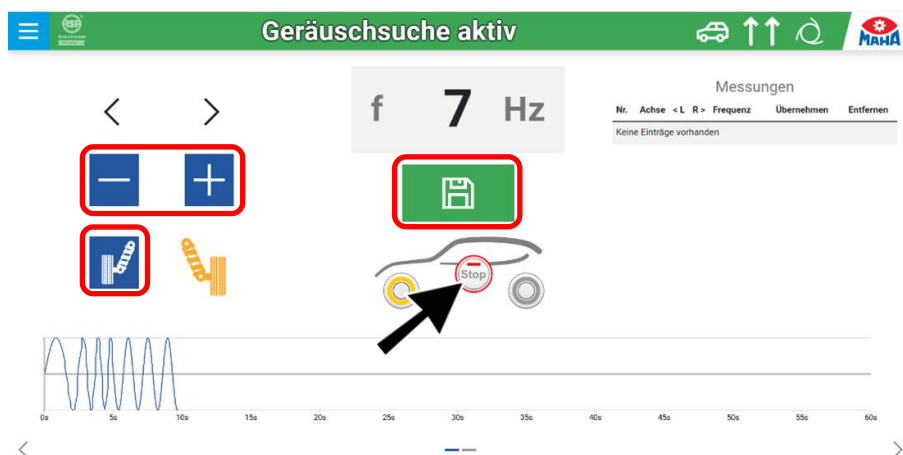 Geräuschsuche aktiv
MAHA
f 7 Hz
Messungen
Nr. Achse < L R > Frequenz Übernehmen Entfernen
Keine Einträge vorhanden
Stop
0s 5s 10s 15s 20s 25s 30s 35s 40s 45s 50s 55s 60s